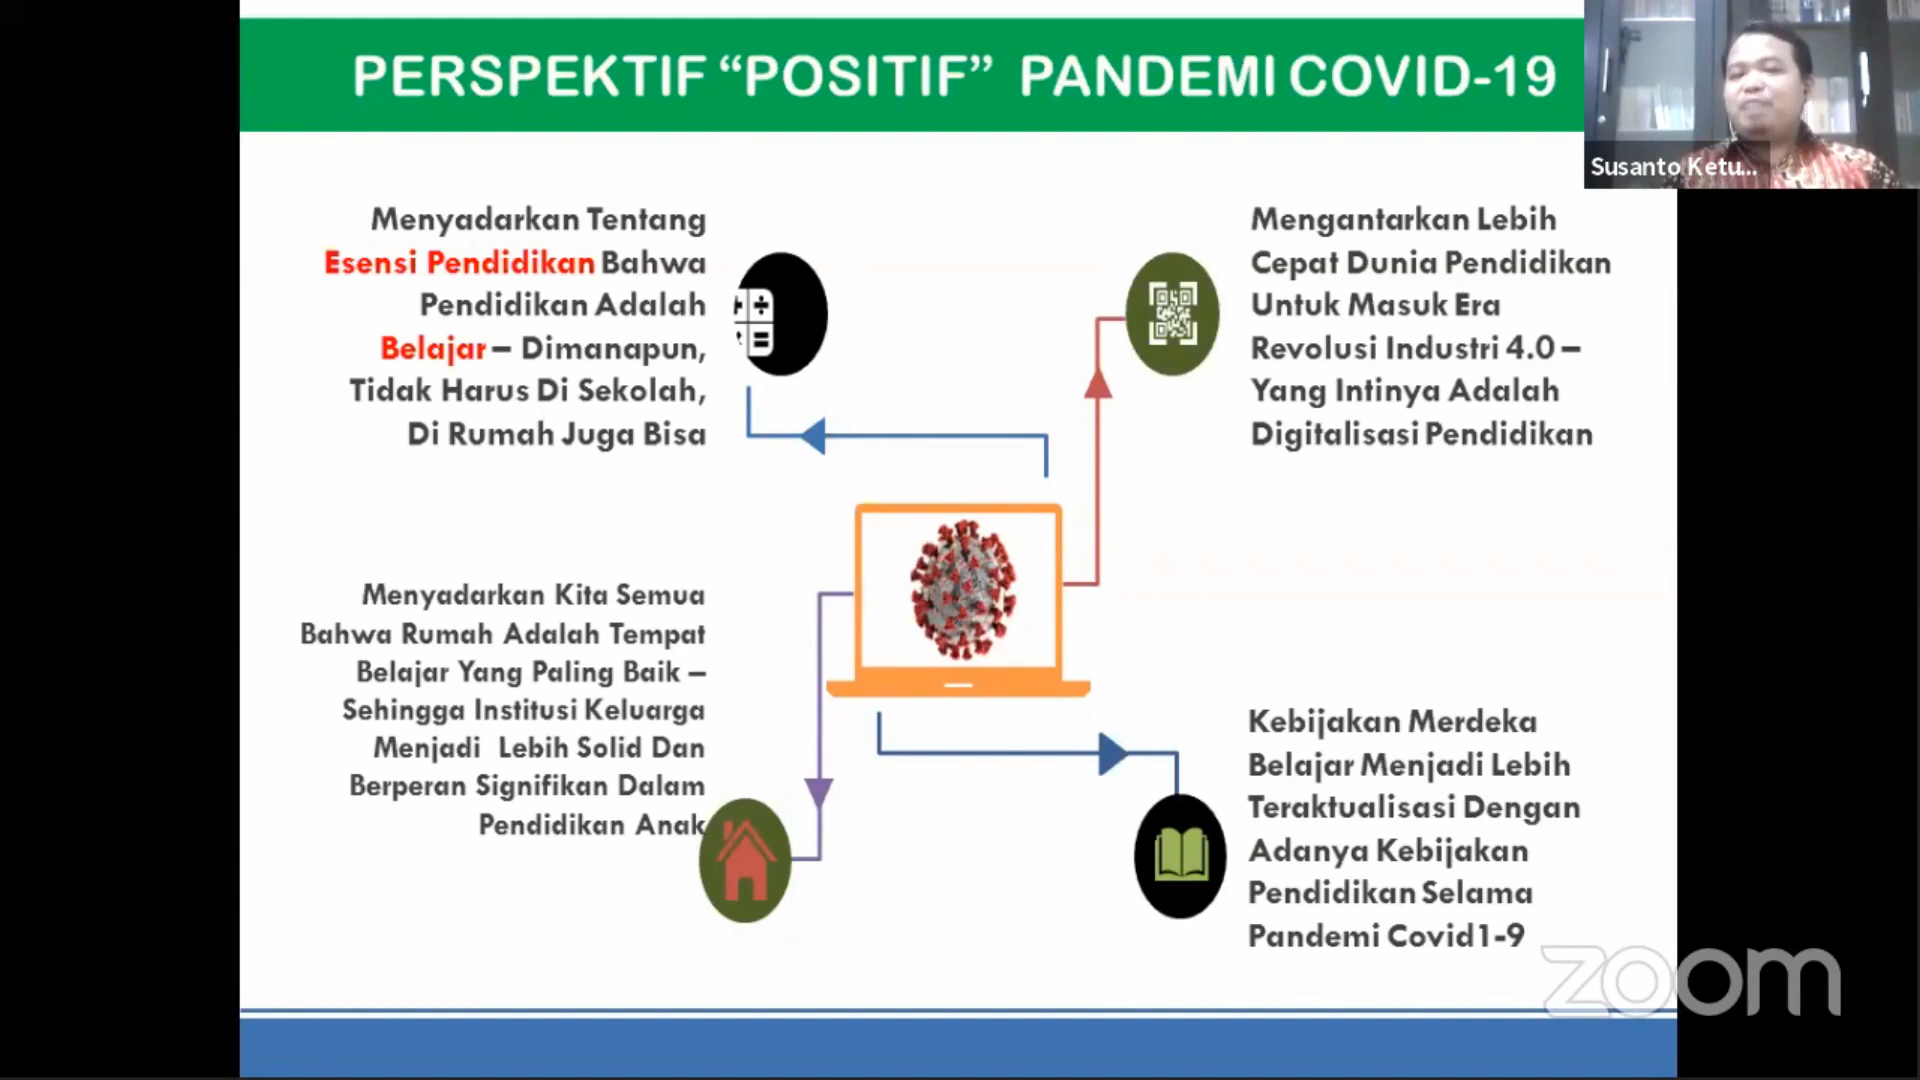 PERSPEKTIF “POSITIF” PANDEMI COVID-19
Susanto Ketu...
Menyadarkan Tentang
Esensi Pendidikan Bahwa
Pendidikan Adalah
Belajar – Dimanapun,
Tidak Harus Di Sekolah,
Di Rumah Juga Bisa
Mengantarkan Lebih
Cepat Dunia Pendidikan
Untuk Masuk Era
Revolusi Industri 4.0 –
Yang Intinya Adalah
Digitalisasi Pendidikan
Menyadarkan Kita Semua
Bahwa Rumah Adalah Tempat
Belajar Yang Paling Baik –
Sehingga Institusi Keluarga
Menjadi Lebih Solid Dan
Berperan Signifikan Dalam
Pendidikan Anak
Kebijakan Merdeka
Belajar Menjadi Lebih
Teraktualisasi Dengan
Adanya Kebijakan
Pendidikan Selama
Pandemi Covid1-9
zoom